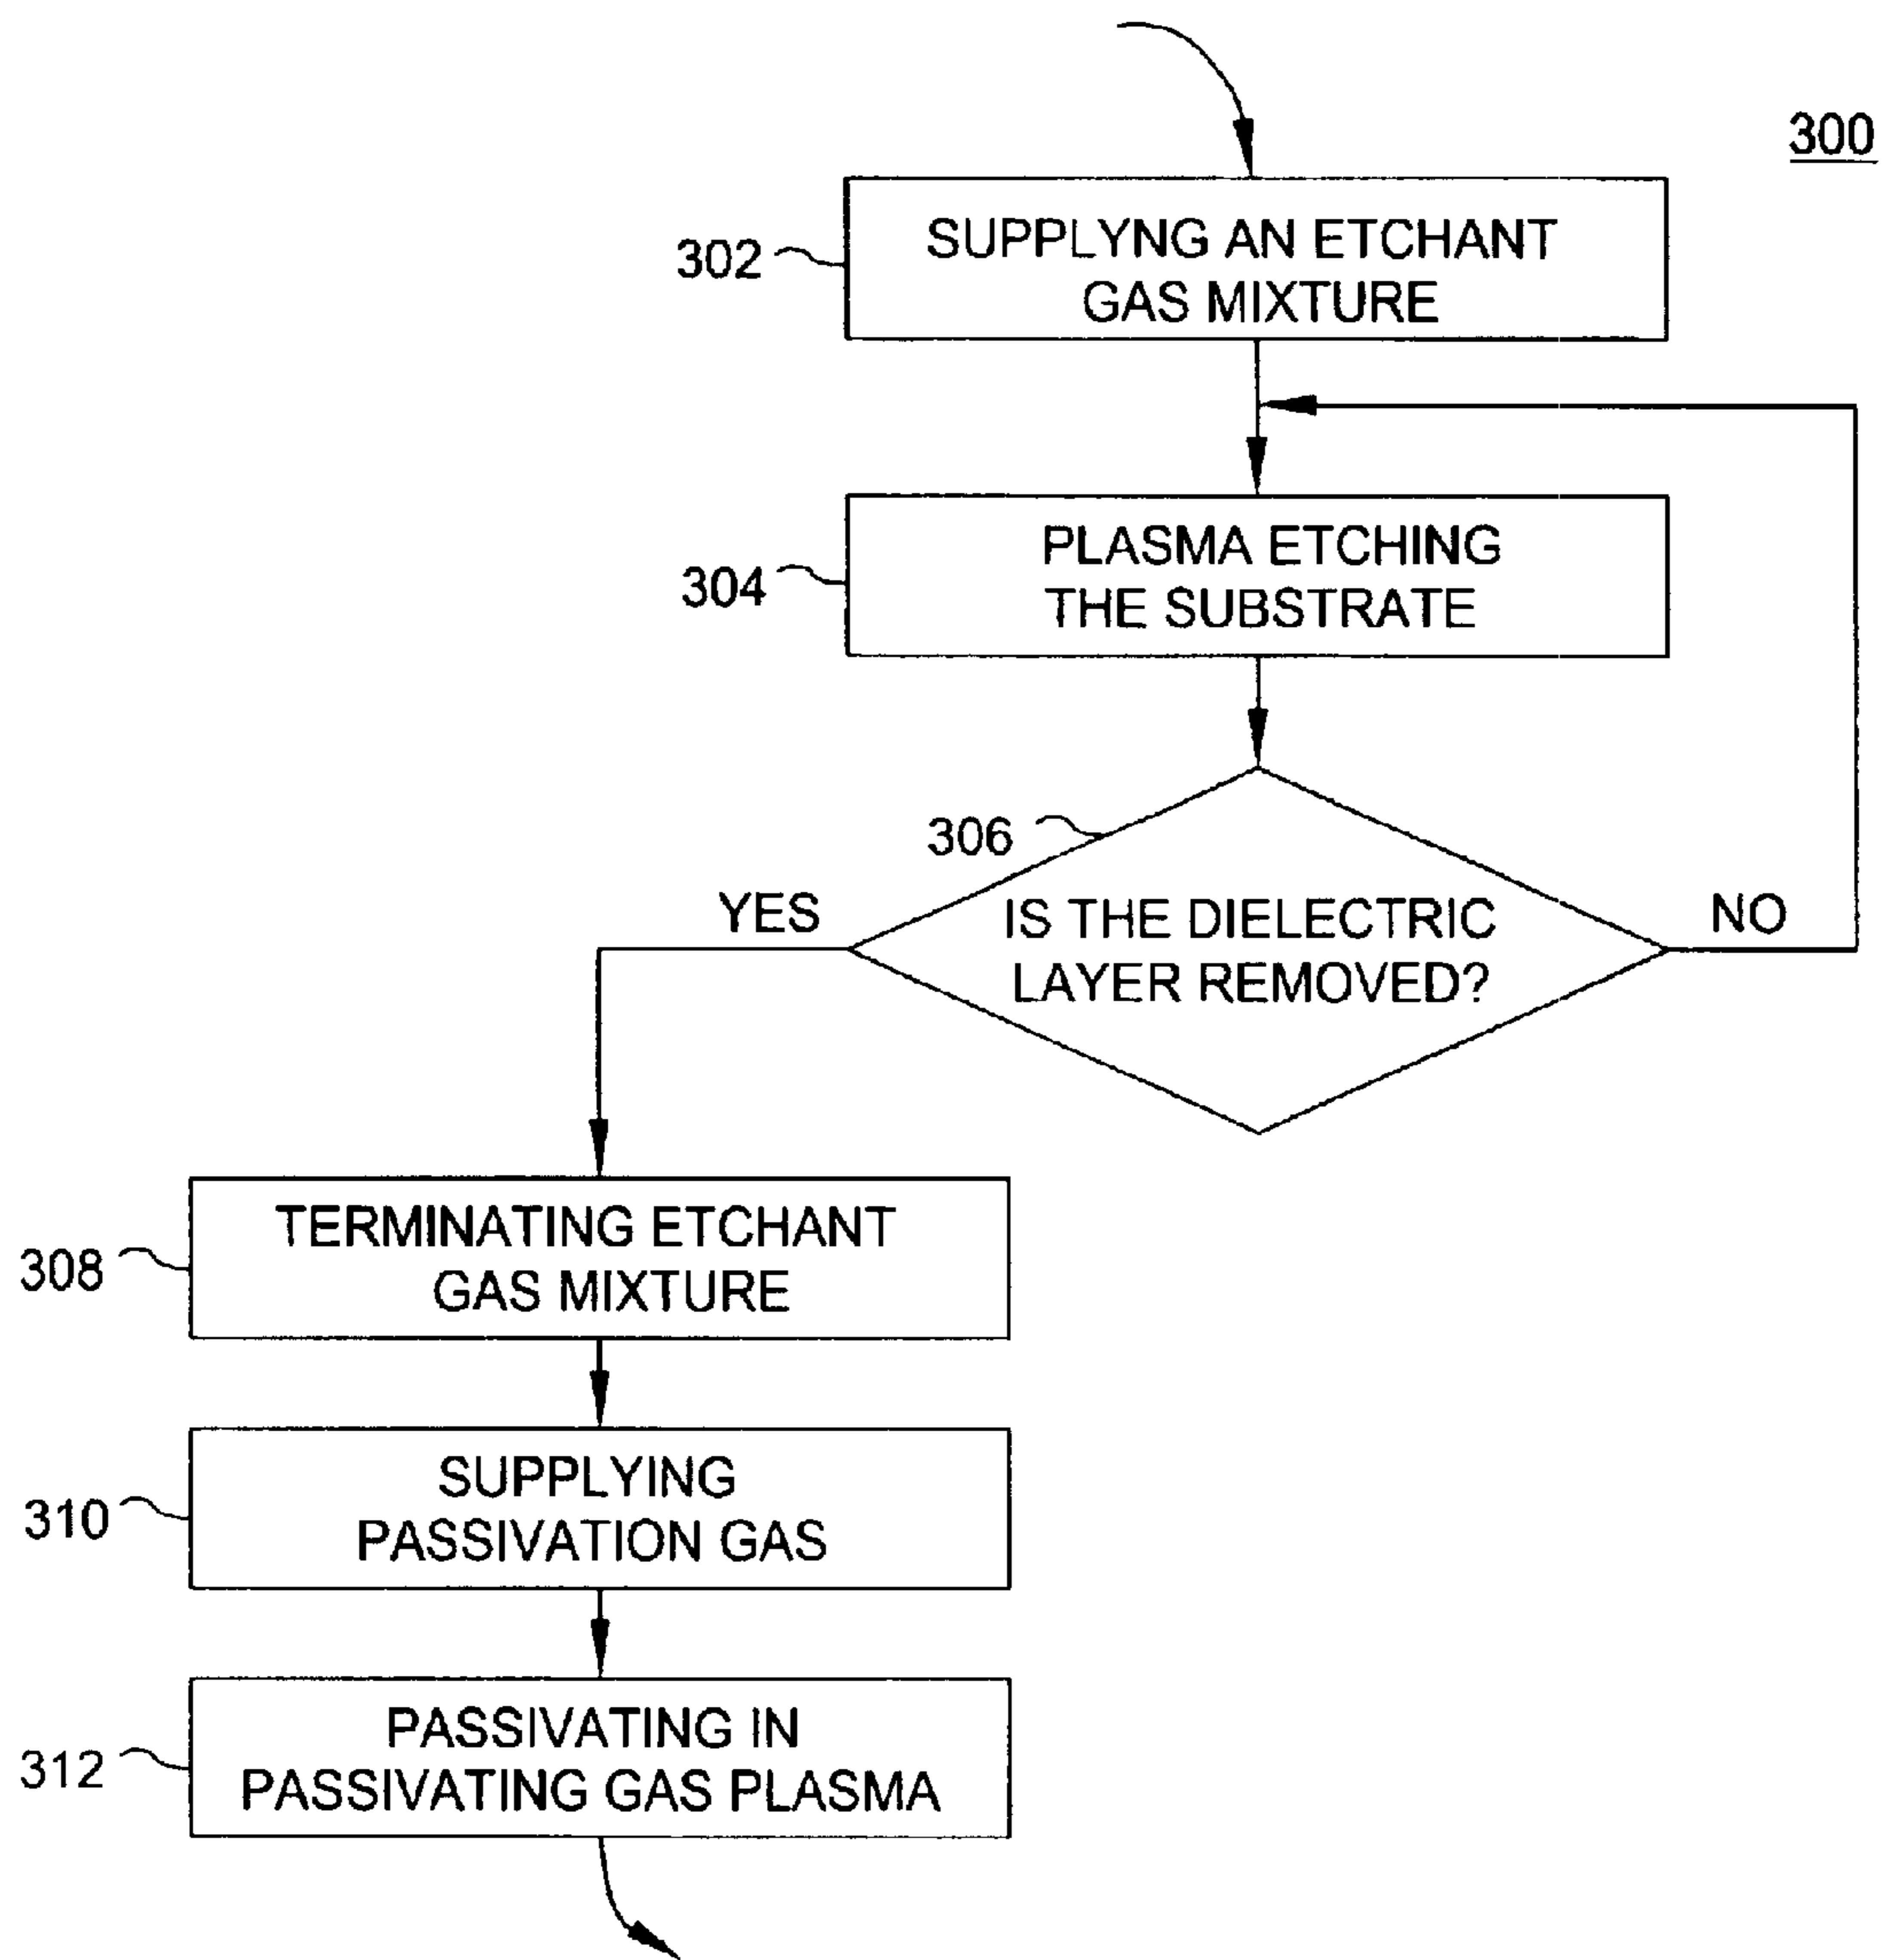 300
302
SUPPLYNG AN ETCHANT
GAS MIXTURE
304
PLASMA ETCHING
THE SUBSTRATE
306
YES
IS THE DIELECTRIC
LAYER REMOVED?
NO
308
TERMINATING ETCHANT
GAS MIXTURE
310
SUPPLYING
PASSIVATION GAS
312
PASSIVATING IN
PASSIVATING GAS PLASMA